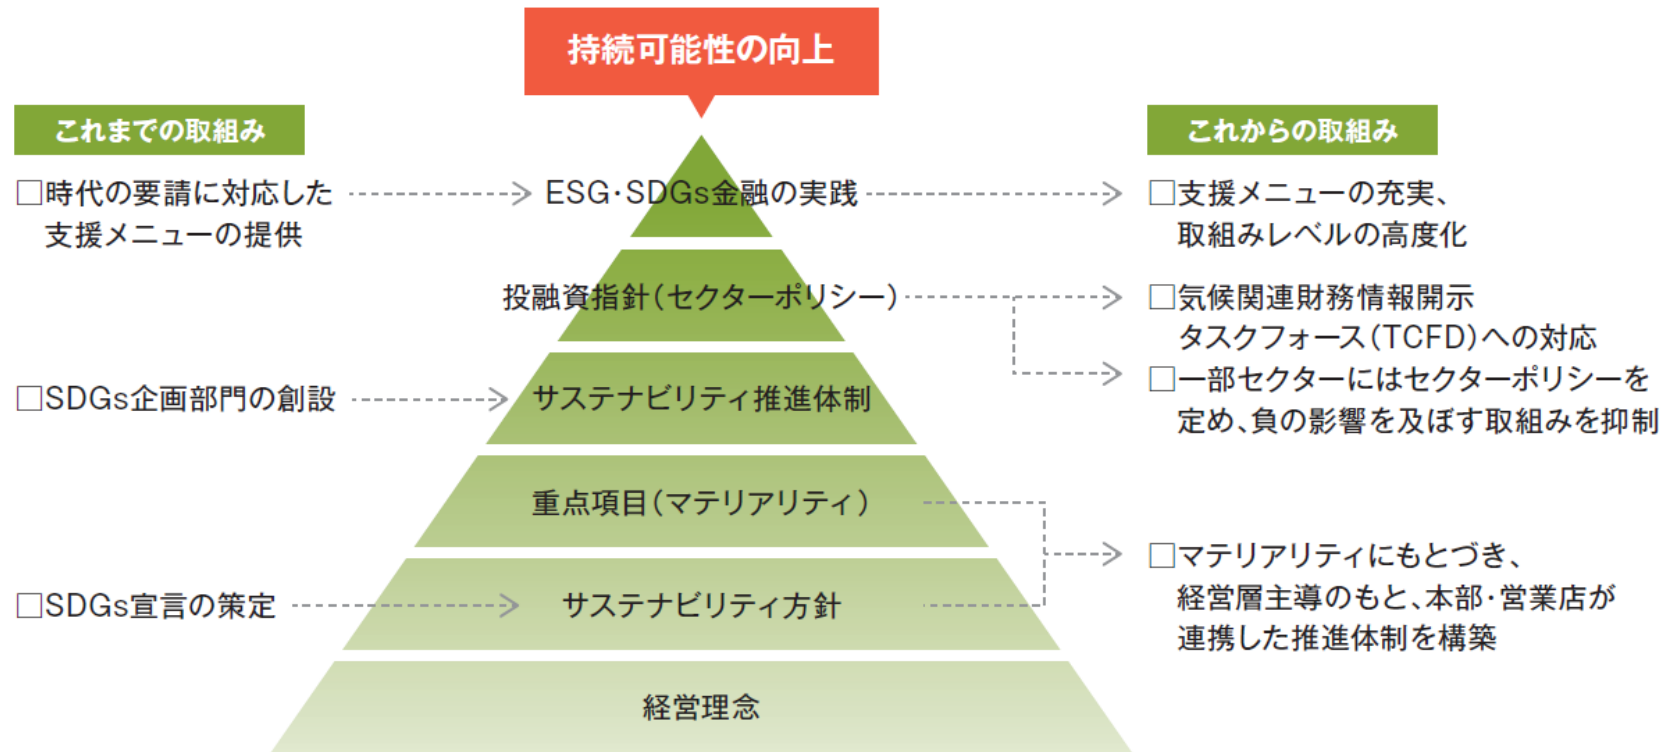 持続可能性の向上
これまでの取組み
□時代の要請に対応した
支援メニューの提供
□SDGs企画部門の創設
□SDGs宣言の策定
ESG・SDGs金融の実践
投融資指針（セクターポリシー）
サステナビリティ推進体制
重点項目（マテリアリティ）
サステナビリティ方針
経営理念
これからの取組み
□支援メニューの充実、
取組みレベルの高度化
□気候関連財務情報開示
タスクフォース（TCFD）への対応
□一部セクターにはセクターポリシーを
定め、負の影響を及ぼす取組みを抑制
□マテリアリティにもとづき、
経営層主導のもと、本部・営業店が
連携した推進体制を構築